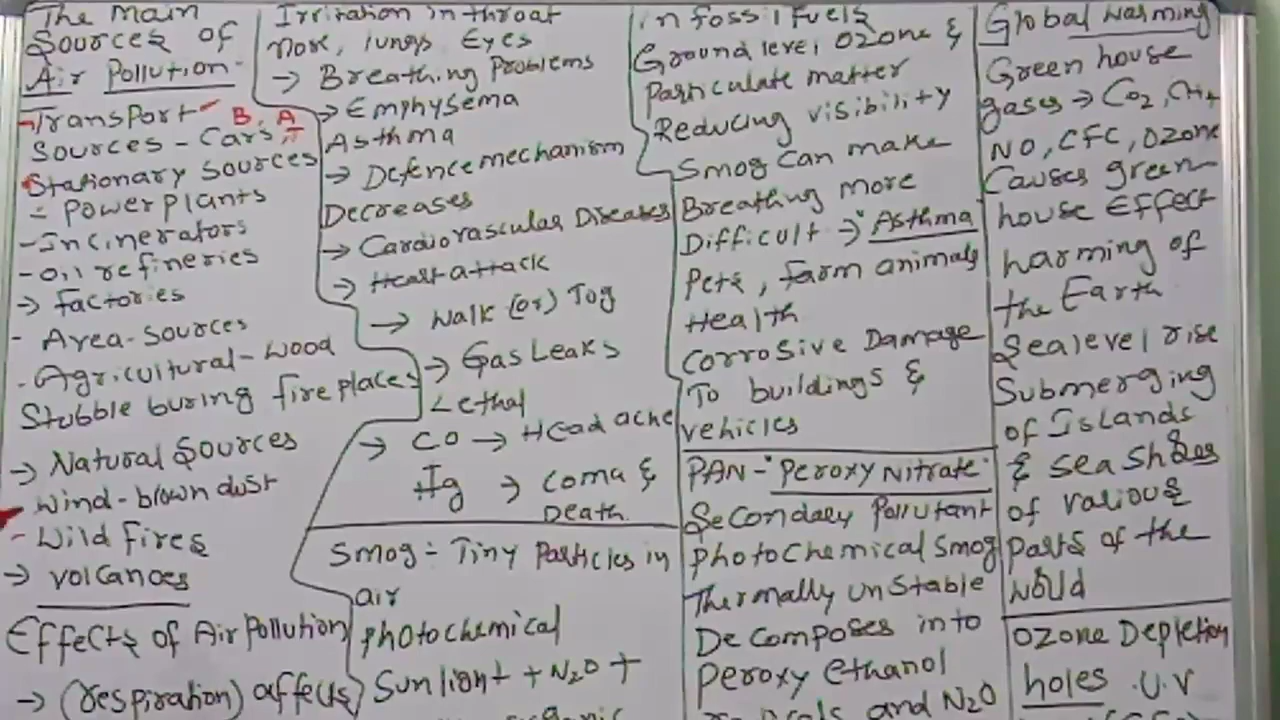 The Main
Sources of
Air Pollution
Transport
B, A
T
Sources - Cars
Stationary Sources
- Power plants
- Incinerators
- oil refineries
→ factories
- Area-sources
- Agricultural - wood
Stubble buring fire places
→ Natural Sources
- Wind-blown dust
- Wild fires
→ volcanoes
Effects of Air Pollution
→ (respiration) affects
Irritation in throat
nose, lungs Eyes
→ Breathing Problems
→ Emphysema
Asthma
→ Defence mechanism
Decreases
→ Cardiovascular Diseases
→ Heart attack
→ walk (or) Jog
→ Gas Leaks
Lethal
→ CO → Head ache
Hg → coma &
Death.
Smog - Tiny Particles in
air
photochemical
Sunlight + N2O +
in fossil fuels
Ground level Ozone &
Particulate matter
Reducing visibility
Smog Can make
Breathing more
Difficult → "Asthma"
Pets, farm animals
Health
Corrosive Damage
To buildings &
vehicles
PAN - "Peroxy Nitrate"
Secondary Pollutant
photochemical Smog
Thermally unstable
Decomposes into
peroxy ethanol
and N2O
Global warming
Green house
gases → CO2, CH4
NO, CFC, Ozone
Causes green-
house Effect
warming of
the Earth
Sealevel rise
Submerging
of Islands
& sea shores
of various
parts of the
world
Ozone Depletion
holes U.V